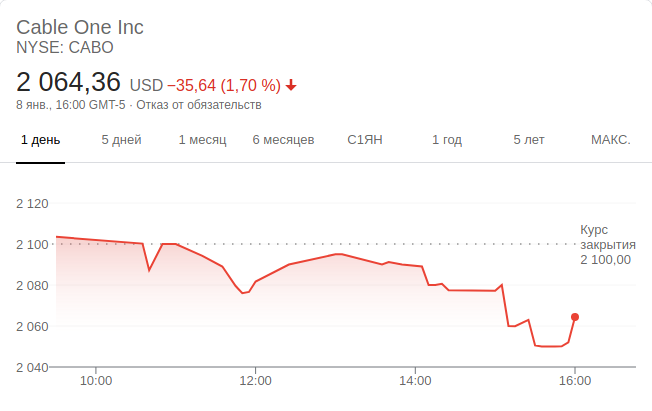 Cable One Inc
NYSE: CABO
2 064,36 USD −35,64 (1,70 %)
8 янв., 16:00 GMT-5 · Отказ от обязательств
1 день 5 дней 1 месяц 6 месяцев С1ЯН 1 год 5 лет МАКС.
2 120
Курс
2 100 закрытия
2 100,00
2 080
2 060
2 040
10:00 12:00 14:00 16:00